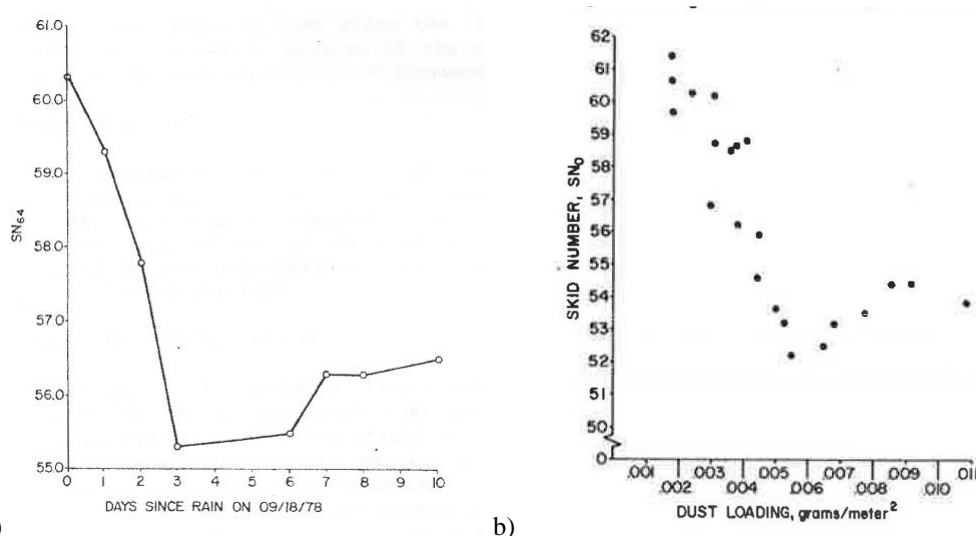 61.0
60.0
59.0
58.0
57.0
56.0
55.0
SN₆₄
0 1 2 3 4 5 6 7 8 9 10
DAYS SINCE RAIN ON 09/18/78
)
b)
62
61
60
59
58
57
56
55
54
53
52
51
50
0
SKID NUMBER, SN₀
.001 .003 .005 .007 .009 .011
.002 .004 .006 .008 .010
DUST LOADING, grams/meter²